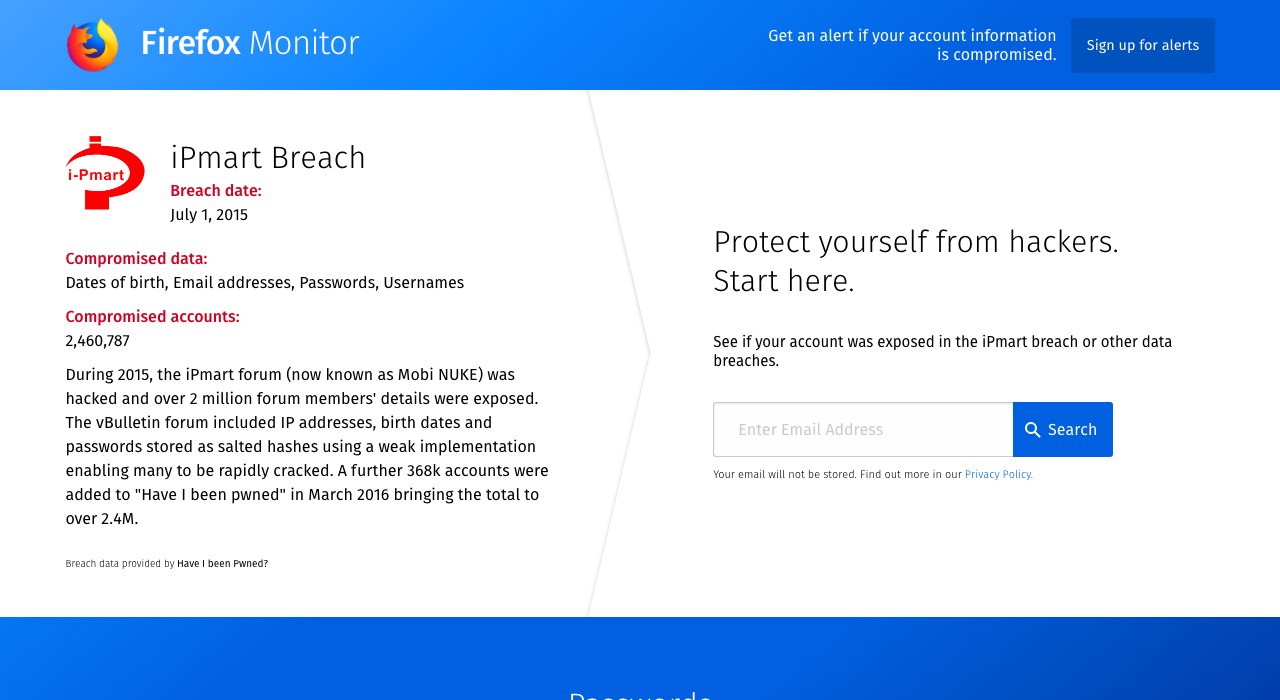 Firefox Monitor
Get an alert if your account information
is compromised.
Sign up for alerts
i-Pmart
iPmart Breach
Breach date:
July 1, 2015
Compromised data:
Dates of birth, Email addresses, Passwords, Usernames
Compromised accounts:
2,460,787
During 2015, the iPmart forum (now known as Mobi NUKE) was
hacked and over 2 million forum members' details were exposed.
The vBulletin forum included IP addresses, birth dates and
passwords stored as salted hashes using a weak implementation
enabling many to be rapidly cracked. A further 368k accounts were
added to "Have I been pwned" in March 2016 bringing the total to
over 2.4M.
Breach data provided by Have I been Pwned?
Protect yourself from hackers.
Start here.
See if your account was exposed in the iPmart breach or other data
breaches.
Enter Email Address
Search
Your email will not be stored. Find out more in our Privacy Policy.
Passwords